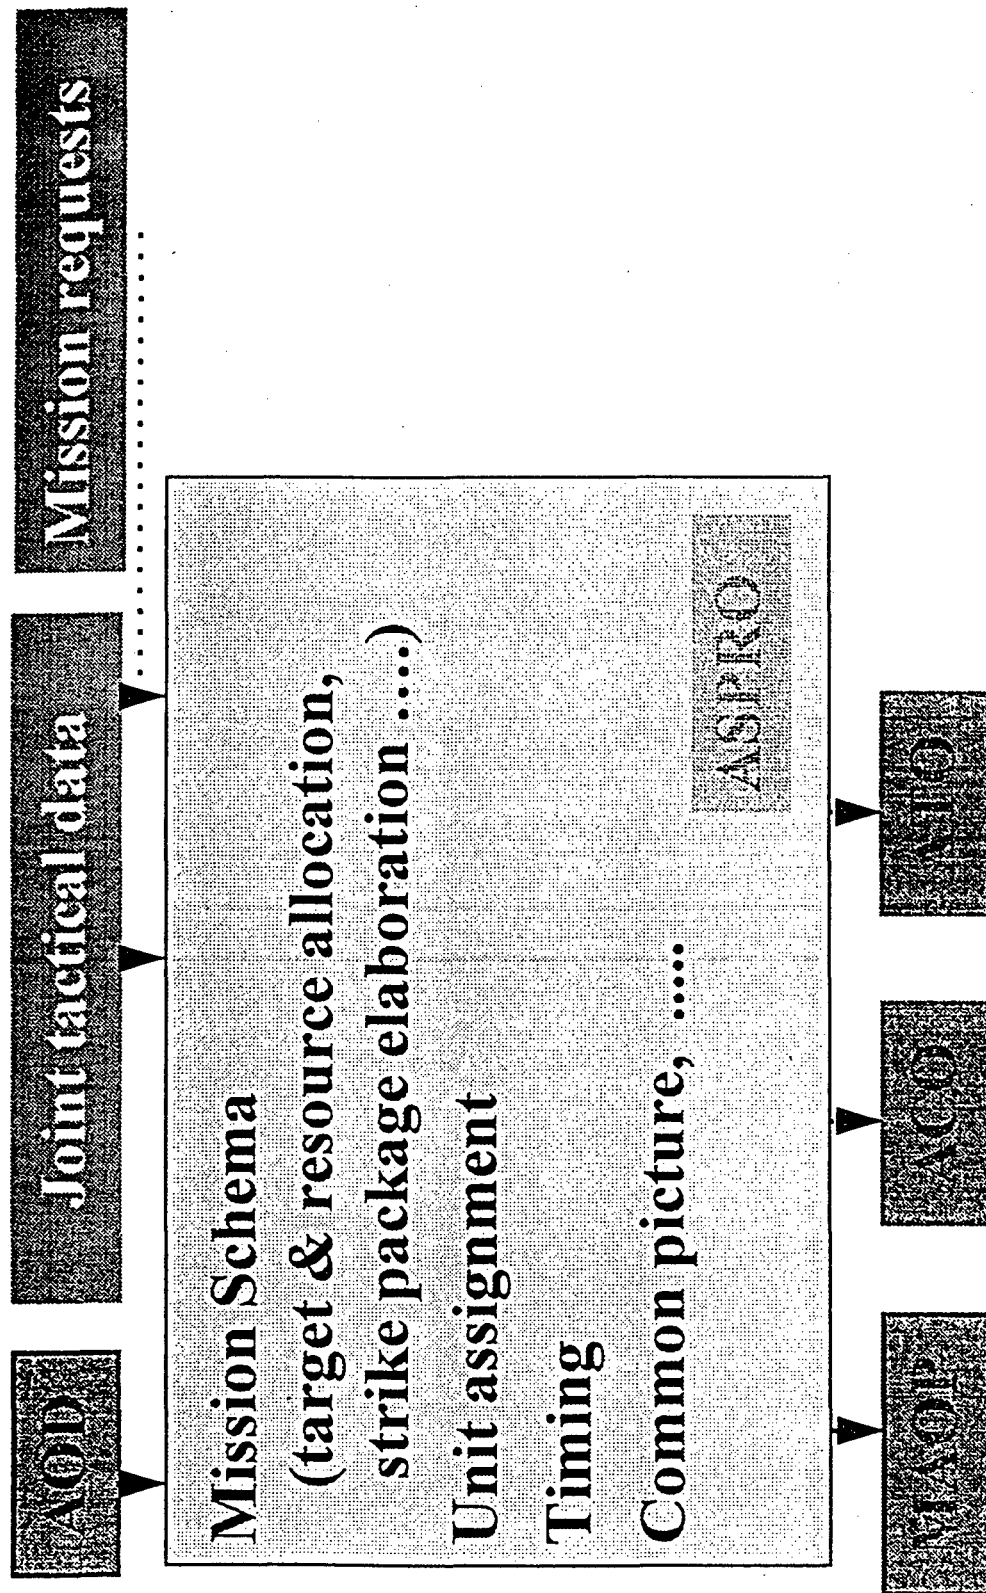 AOD
Joint tactical data
Mission requests
Mission Schema
(target & resource allocation,
strike package elaboration ....)
Unit assignment
Timing
Common picture, .....
ASPRO
MAOP
ACO
ATO